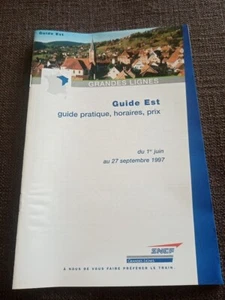 Guide Est
GRANDES LIGNES
Guide Est
guide pratique, horaires, prix
du 1er juin
au 27 septembre 1997
SNCF
GRANDES LIGNES
À NOUS DE VOUS FAIRE PRÉFÉRER LE TRAIN